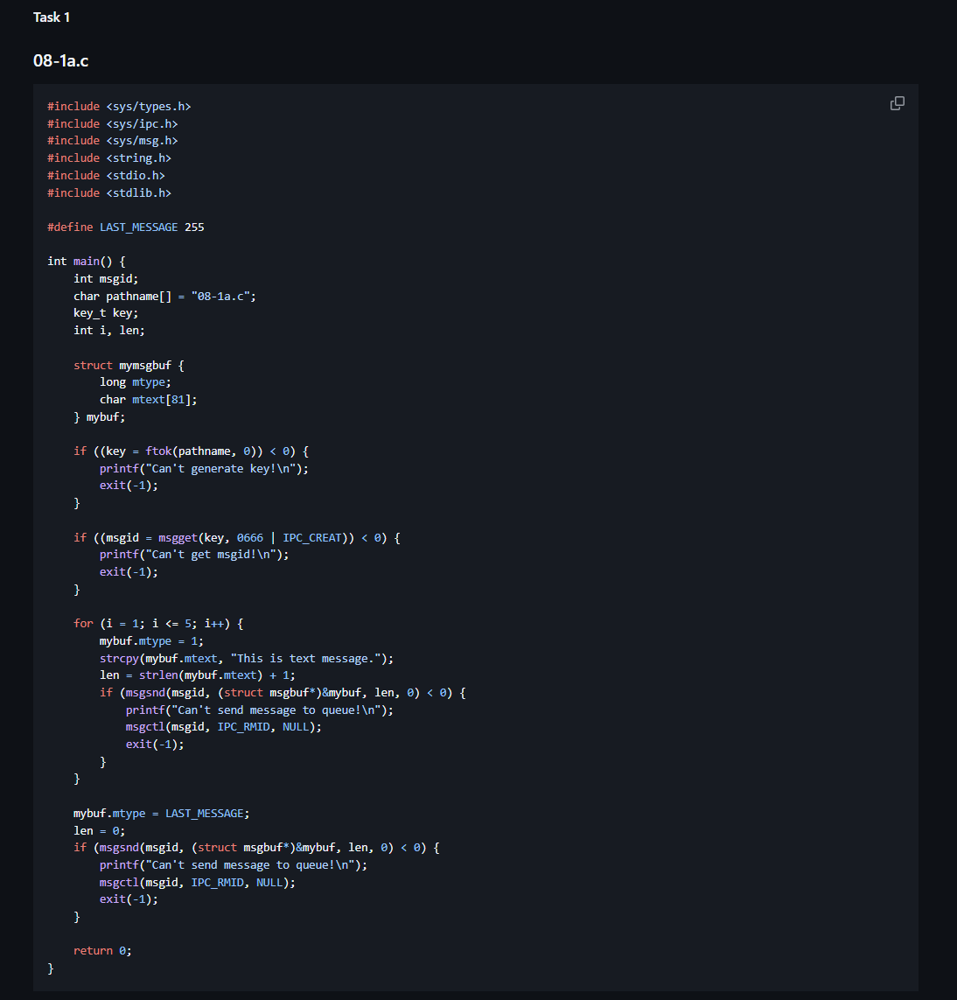 Task 1
08-1a.c
#include <sys/types.h>
#include <sys/ipc.h>
#include <sys/msg.h>
#include <string.h>
#include <stdio.h>
#include <stdlib.h>
#define LAST_MESSAGE 255
int main() {
    int msgid;
    char pathname[] = "08-1a.c";
    key_t key;
    int i, len;
    struct mymsgbuf {
        long mtype;
        char mtext[81];
    } mybuf;
    if ((key = ftok(pathname, 0)) < 0) {
        printf("Can't generate key!\n");
        exit(-1);
    }
    if ((msgid = msgget(key, 0666 | IPC_CREAT)) < 0) {
        printf("Can't get msgid!\n");
        exit(-1);
    }
    for (i = 1; i <= 5; i++) {
        mybuf.mtype = 1;
        strcpy(mybuf.mtext, "This is text message.");
        len = strlen(mybuf.mtext) + 1;
        if (msgsnd(msgid, (struct msgbuf*)&mybuf, len, 0) < 0) {
            printf("Can't send message to queue!\n");
            msgctl(msgid, IPC_RMID, NULL);
            exit(-1);
        }
    }
    mybuf.mtype = LAST_MESSAGE;
    len = 0;
    if (msgsnd(msgid, (struct msgbuf*)&mybuf, len, 0) < 0) {
        printf("Can't send message to queue!\n");
        msgctl(msgid, IPC_RMID, NULL);
        exit(-1);
    }
    return 0;
}